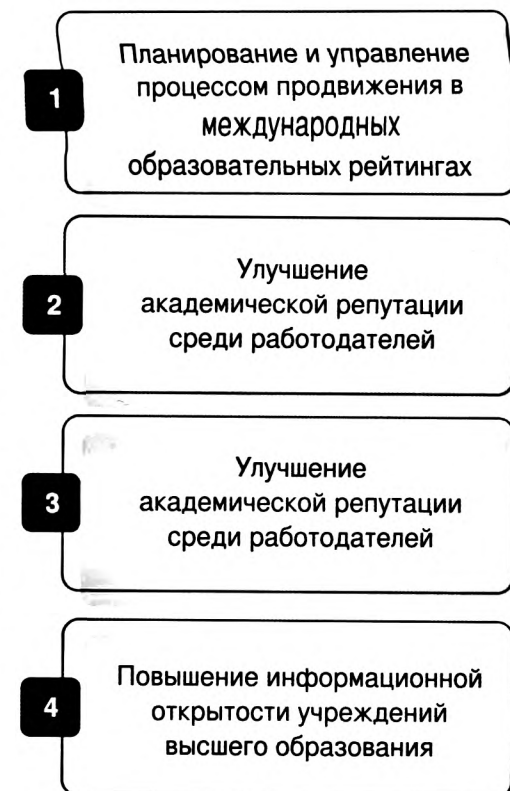 1
Планирование и управление
процессом продвижения в
международных
образовательных рейтингах
2
Улучшение
академической репутации
среди работодателей
3
Улучшение
академической репутации
среди работодателей
4
Повышение информационной
открытости учреждений
высшего образования